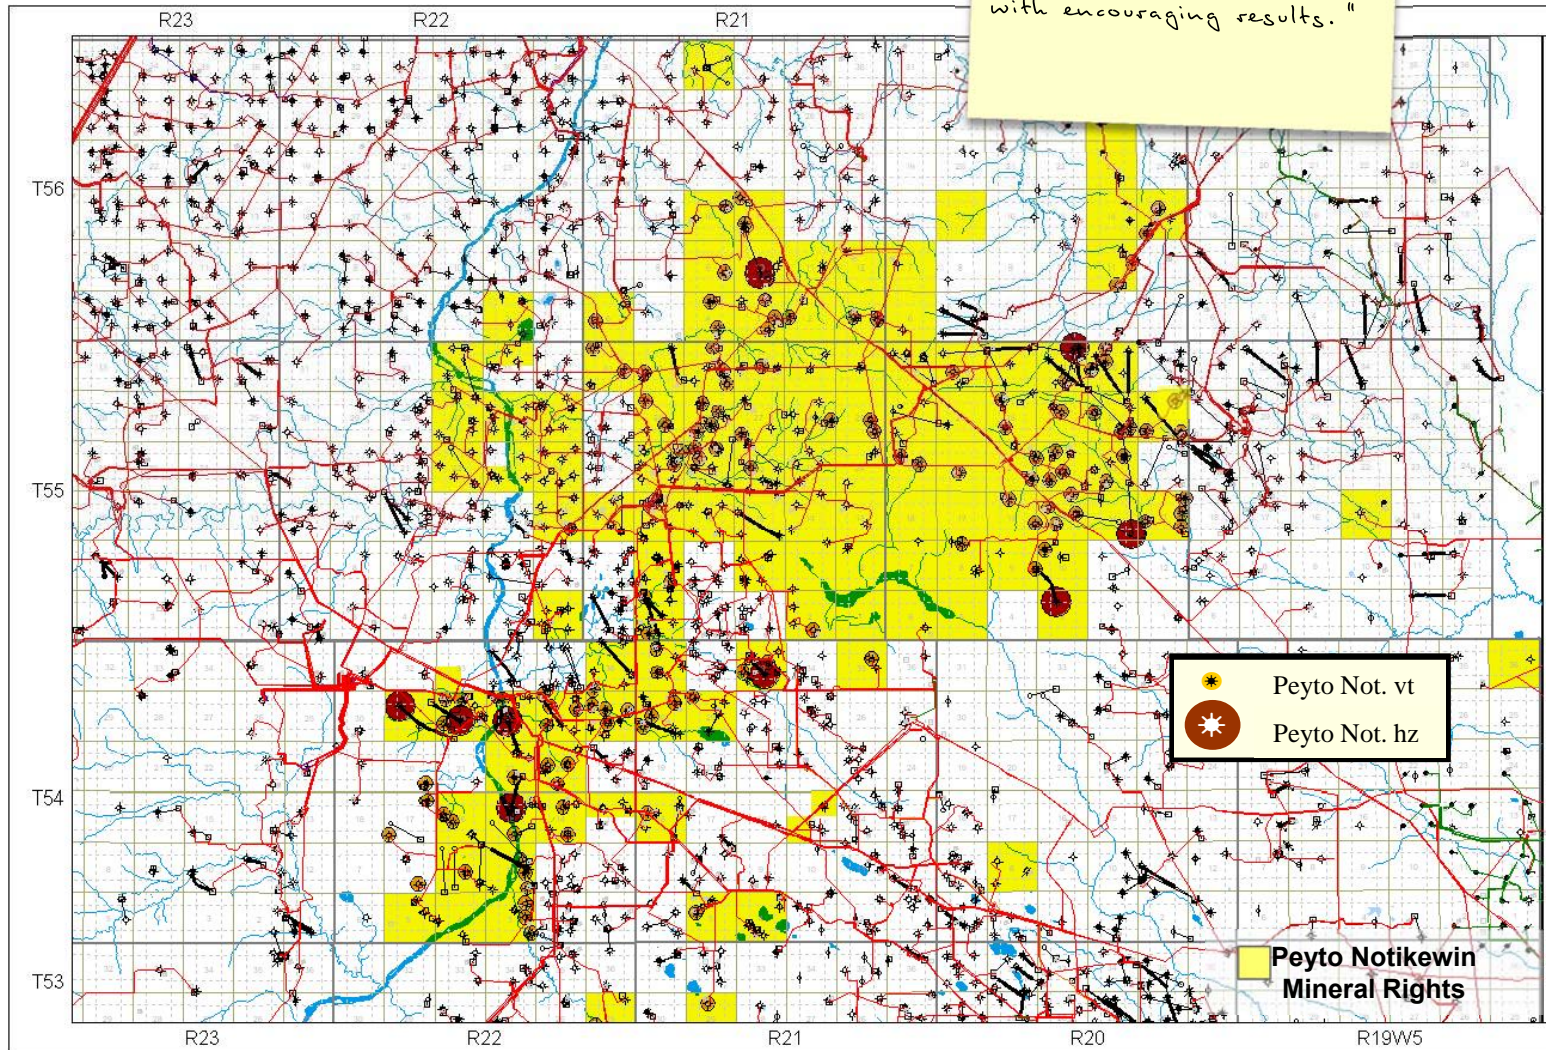 with encouraging results."
R23 R22 R21
T56
T55
Peyto Not. vt
Peyto Not. hz
T54
Peyto Notikewin
Mineral Rights
T53
R23 R22 R21 R20 R19W5